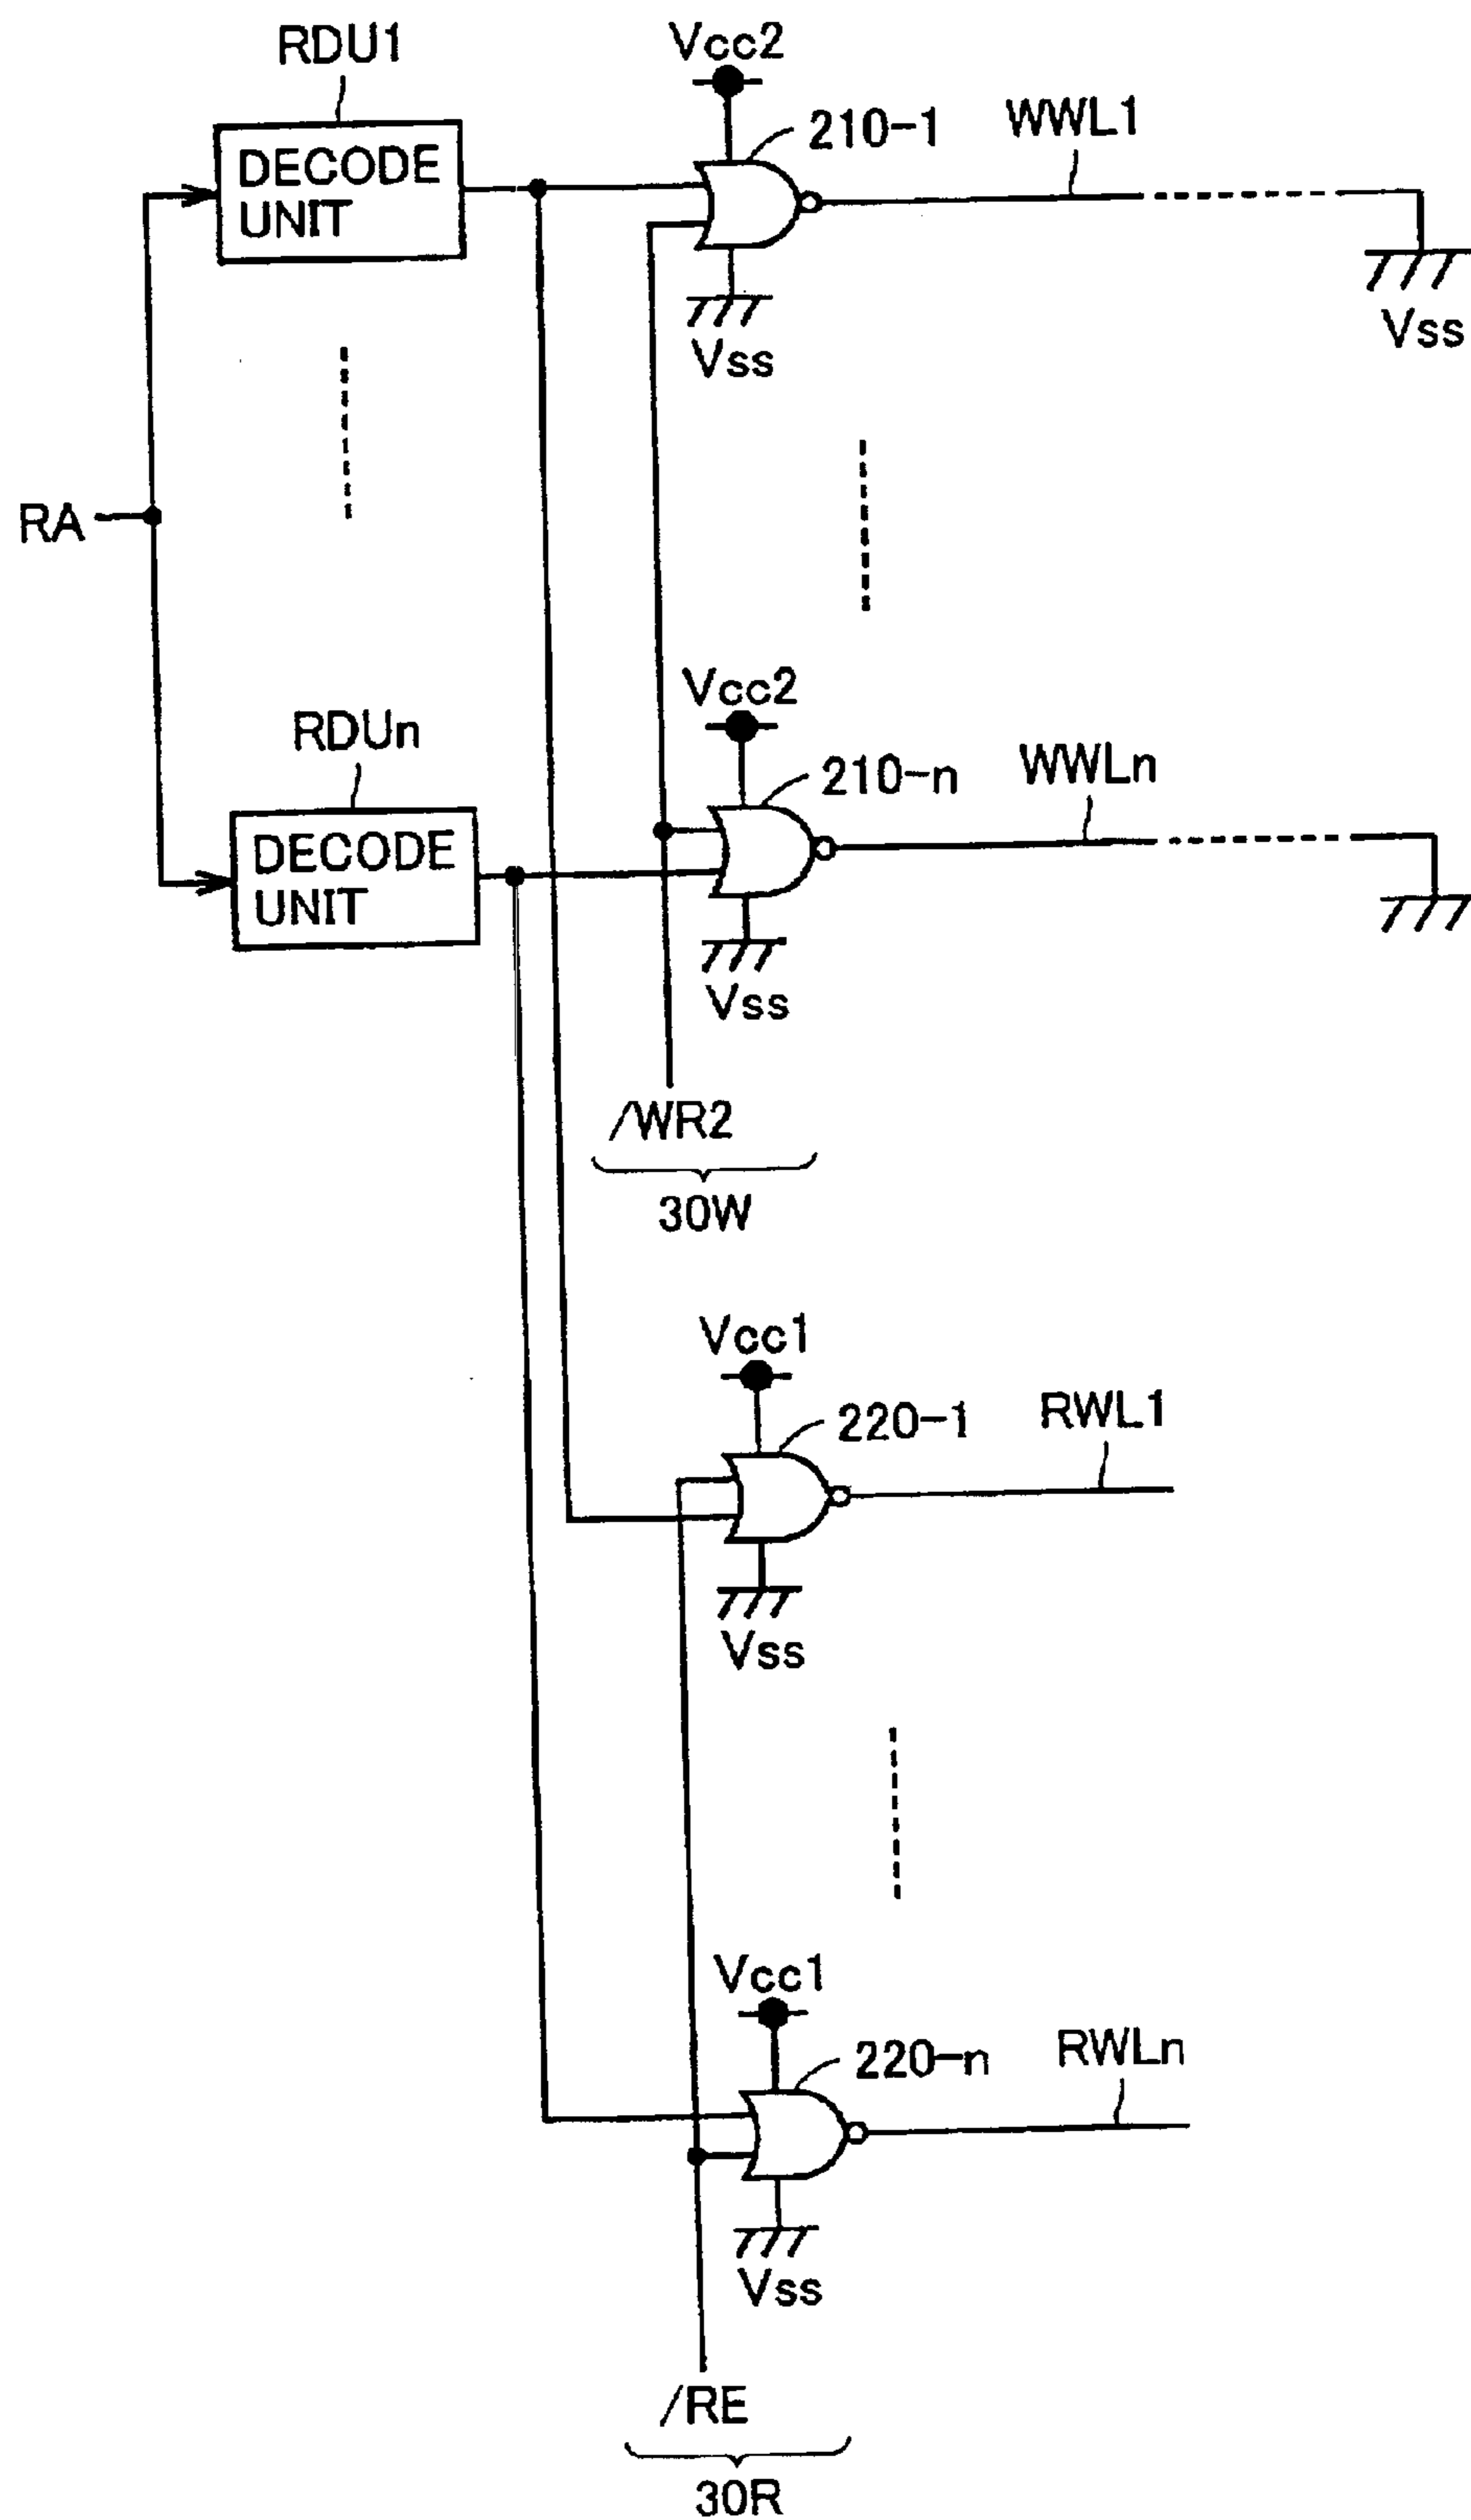 RDU1
Vcc2
210-1
WWL1
DECODE
UNIT
Vss
Vss
RA
Vcc2
RDUn
210-n
WWLn
DECODE
UNIT
Vss
/WR2
30W
Vcc1
220-1
RWL1
Vss
Vcc1
220-n
RWLn
Vss
/RE
30R